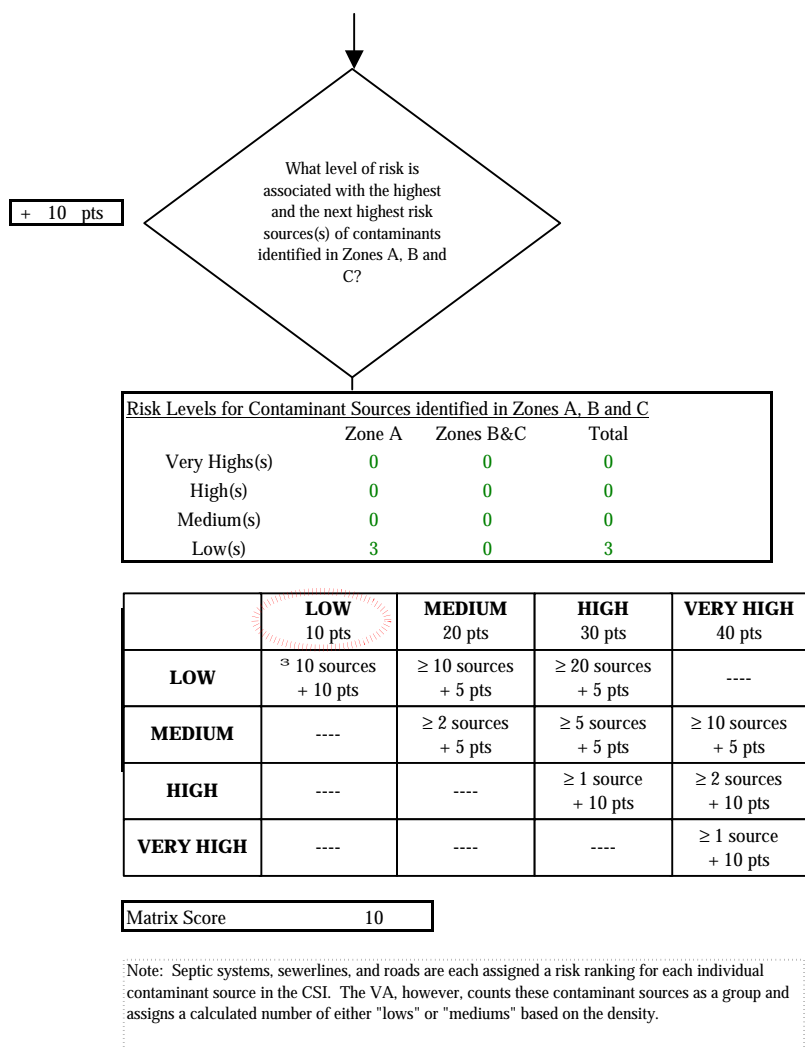 What level of risk is
associated with the highest
and the next highest risk
sources(s) of contaminants
identified in Zones A, B and
C?
+ 10 pts
Risk Levels for Contaminant Sources identified in Zones A, B and C
Zone A Zones B&C Total
Very Highs(s) 0 0 0
High(s) 0 0 0
Medium(s) 0 0 0
Low(s) 3 0 3
LOW MEDIUM HIGH VERY HIGH
10 pts 20 pts 30 pts 40 pts
LOW ³ 10 sources ≥ 10 sources ≥ 20 sources ----
+ 10 pts + 5 pts + 5 pts
MEDIUM ---- ≥ 2 sources ≥ 5 sources ≥ 10 sources
+ 5 pts + 5 pts + 5 pts
HIGH ---- ---- ≥ 1 source ≥ 2 sources
+ 10 pts + 10 pts
VERY HIGH ---- ---- ---- ≥ 1 source
+ 10 pts
Matrix Score 10
Note: Septic systems, sewerlines, and roads are each assigned a risk ranking for each individual
contaminant source in the CSI. The VA, however, counts these contaminant sources as a group and
assigns a calculated number of either "lows" or "mediums" based on the density.